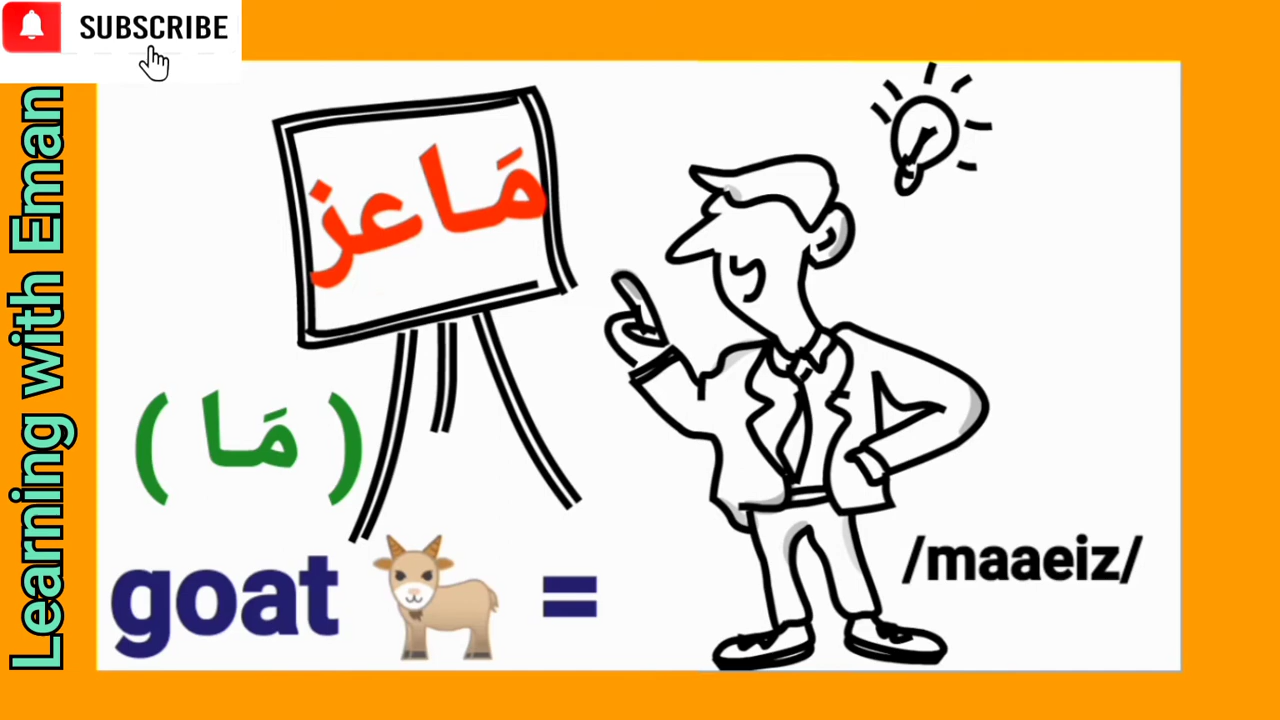 SUBSCRIBE
Learning with Eman
مَاعز
( مَا )
goat =
/maaeiz/